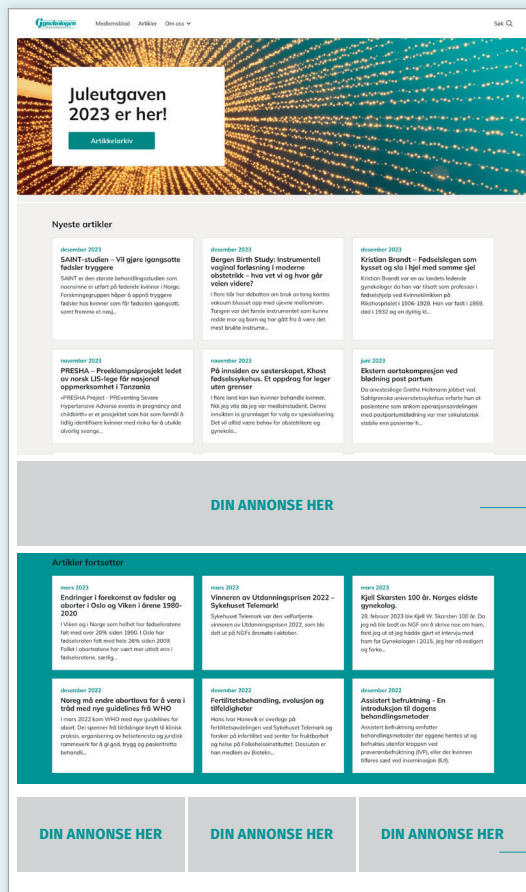 Gynekologen
Medlemsblad Artikler Om oss
Søk
Juleutgaven
2023 er her!
Artikkelarkiv
Nyeste artikler
desember 2023
SAINT-studien – Vil gjøre igangsatte
fødsler tryggere
SAINT er den største behandlingsstudien som
noensinne er utført på fødende kvinner i Norge.
Forskningsgruppen håper å oppnå tryggere
fødsler hos kvinner som får fødselen igangsatt,
samt fremme et nasj...
desember 2023
Bergen Birth Study: Instrumentell
vaginal forløsning i moderne
obstetrikk – hva vet vi og hvor går
veien videre?
I flere tiår har debatten om bruk av tang kontra
vakuum blusset opp med ujevne mellomrom.
Tangen var det første instrumentet som kunne
redde mor og barn og har gått fra å være det
mest brukte instrume...
desember 2023
Kristian Brandt – Fødselslegen som
kysset og slo i hjel med samme sjel
Kristian Brandt var en av landets ledende
gynekologer da han var tilsatt som professor i
fødselshjelp ved Kvinneklinikken på
Rikshospitalet i 1906-1929. Han var født i 1859,
død i 1932 og en dyktig kl...
november 2023
PRESHA – Preeklampsiprosjekt ledet
av norsk LIS-lege får nasjonal
oppmerksomhet i Tanzania
«PRESHA Project - PREventing Severe
Hypertensive Adverse events in pregnancy and
childbirth» er et prosjektet som har som formål å
tidlig identifisere kvinner med risiko for å utvikle
alvorlig svange...
november 2023
På innsiden av søsterskapet, Khost
fødselssykehus. Et oppdrag for leger
uten grenser
I flere land kan kun kvinner behandle kvinner,
fikk jeg vite da jeg var medisinstudent. Denne
innsikten la grunnlaget for valg av spesialisering.
Det vil alltid være behov for obstetrikere og
gynekolo...
juni 2023
Ekstern aortakompresjon ved
blødning post partum
Da anestesilege Grethe Heitmann jobbet ved
Sahlgrenska universitetssykehus erfarte hun at
pasientene som ankom operasjonsavdelingen
med postpartumblødning var mer sirkulatorisk
stabile enn pasienter h...
DIN ANNONSE HER
Artikler fortsetter
mars 2023
Endringer i forekomst av fødsler og
aborter i Oslo og Viken i årene 1980-
2020
I Viken og i Norge som helhet har fødselsratene
falt med over 20% siden 1990. I Oslo har
fødselsraten falt med hele 26% siden 2009.
Fallet i abortratene har vært mer uttalt enn i
fødselsratene, særlig...
mars 2023
Vinneren av Utdanningsprisen 2022 –
Sykehuset Telemark!
Sykehuset Telemark var den velfortjente
vinneren av Utdanningsprisen 2022, som ble
delt ut på NGFs årsmøte i oktober.
mars 2023
Kjell Skarsten 100 år. Norges eldste
gynekolog.
28. februar 2023 ble Kjell W. Skarsten 100 år. Da
jeg nå ble bedt av NGF om å skrive noe om ham,
fant jeg ut at jeg hadde gjort et intervju med
ham for Gynekologen i 2015. Jeg har nå redigert
og forko...
desember 2022
Noreg må endre abortlova for å vera i
tråd med nye guidelines frå WHO
I mars 2022 kom WHO med nye guidelines for
abort. Dei spenner frå tilrådingar knytt til klinisk
praksis, organisering av helsetenesta og juridisk
rammeverk for å gi god, trygg og pasientretta
behandli...
desember 2022
Fertilitetsbehandling, evolusjon og
tilfeldigheter
Hans Ivar Hanevik er overlege på
fertilitetsavdelingen ved Sykehuset Telemark og
forsker på infertilitet ved senter for fruktbarhet
og helse på Folkehelseinstituttet. Dessuten er
han medlem av Biotekn...
desember 2022
Assistert befruktning – En
introduksjon til dagens
behandlingsmetoder
Assistert befruktning omfatter
behandlingsmetoder der eggene hentes ut og
befruktes utenfor kroppen ved
prøverørsbefruktning (IVF), eller der kvinnen
tilføres sæd ved inseminasjon (IUI).
DIN ANNONSE HER DIN ANNONSE HER DIN ANNONSE HER